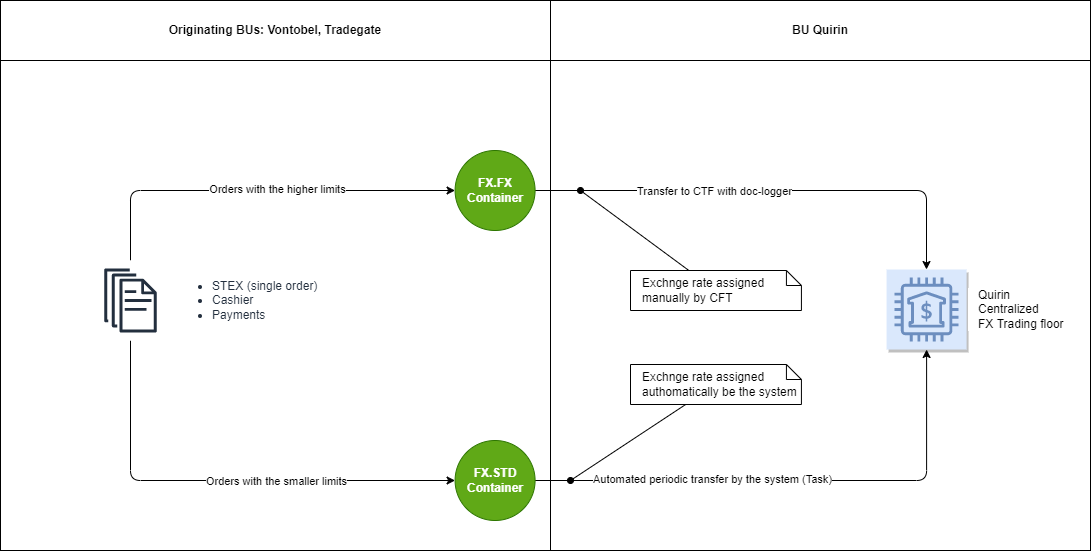 Originating BUs: Vontobel, Tradegate
BU Quirin
Orders with the higher limits
FX.FX
Container
Transfer to CTF with doc-logger
Exchnge rate assigned
manually by CFT
STEX (single order)
Cashier
Payments
$
Quirin
Centralized
FX Trading floor
Exchnge rate assigned
authomatically be the system
Orders with the smaller limits
FX.STD
Container
Automated periodic transfer by the system (Task)